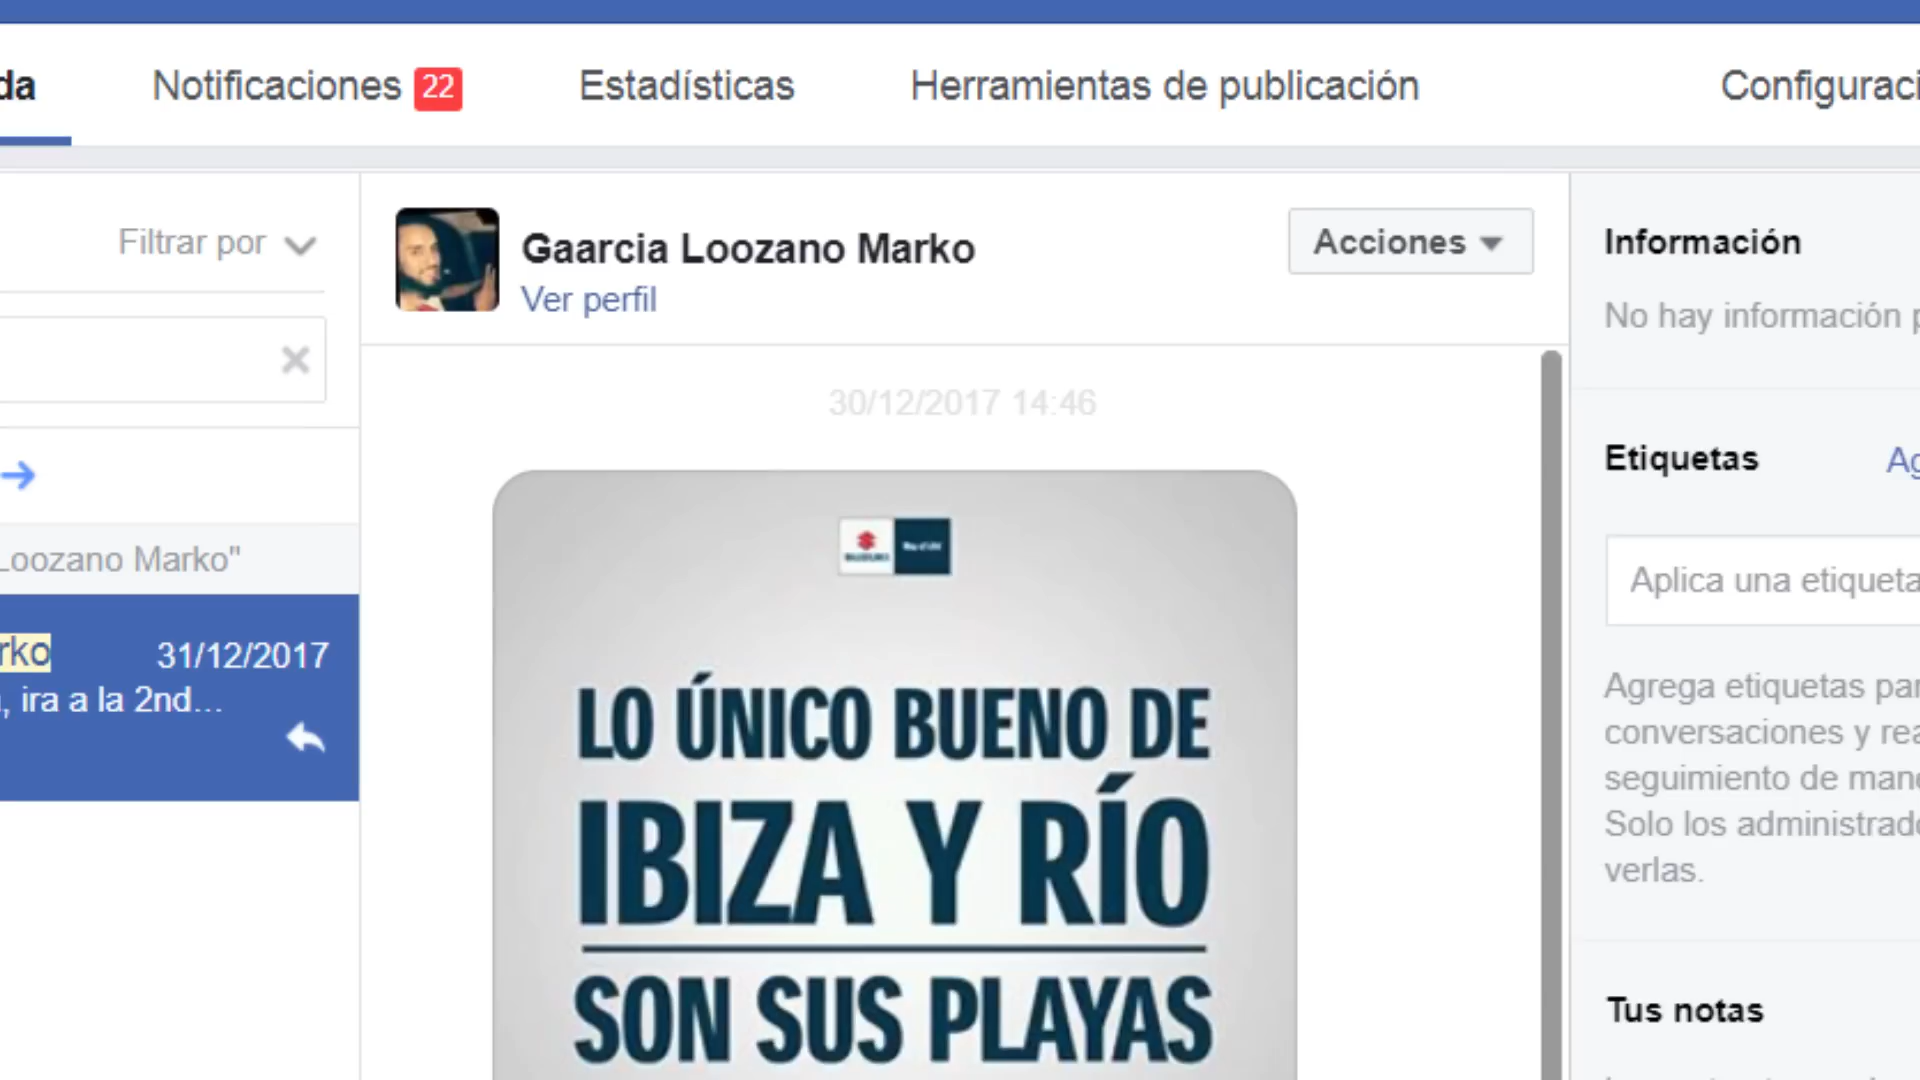 da Notificaciones 22 Estadísticas Herramientas de publicación Configuraci
Filtrar por
Loozano Marko"
rko 31/12/2017
, ira a la 2nd...
Gaarcia Loozano Marko
Ver perfil
Acciones
30/12/2017 14:46
SUZUKI
LO ÚNICO BUENO DE
IBIZA Y RÍO
SON SUS PLAYAS
Información
No hay información p
Etiquetas Ag
Aplica una etiqueta
Agrega etiquetas par
conversaciones y rea
seguimiento de mane
Solo los administrado
verlas.
Tus notas